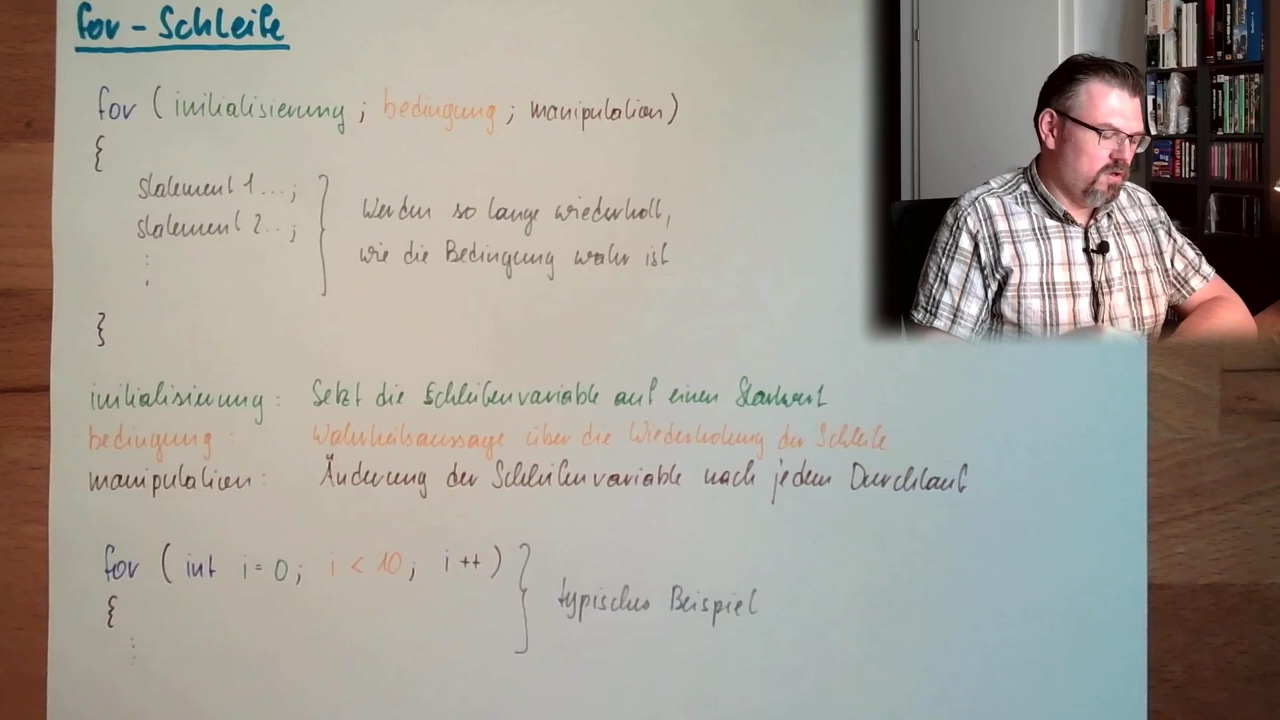 for - Schleife
for ( initialisierung ; bedingung ; manipulation )
{
statement 1 ... ;
statement 2 .. ;
⋮
} Werden so lange wiederholt,
wie die Bedingung wahr ist
}
initialisierung : Setzt die Schleifenvariable auf einen Startwert
bedingung : Wahrheitsaussage über die Wiederholung der Schleife
manipulation : Änderung der Schleifenvariable nach jedem Durchlauf
for ( int i = 0 ; i < 10 ; i ++ )
{
} typisches Beispiel
⋮